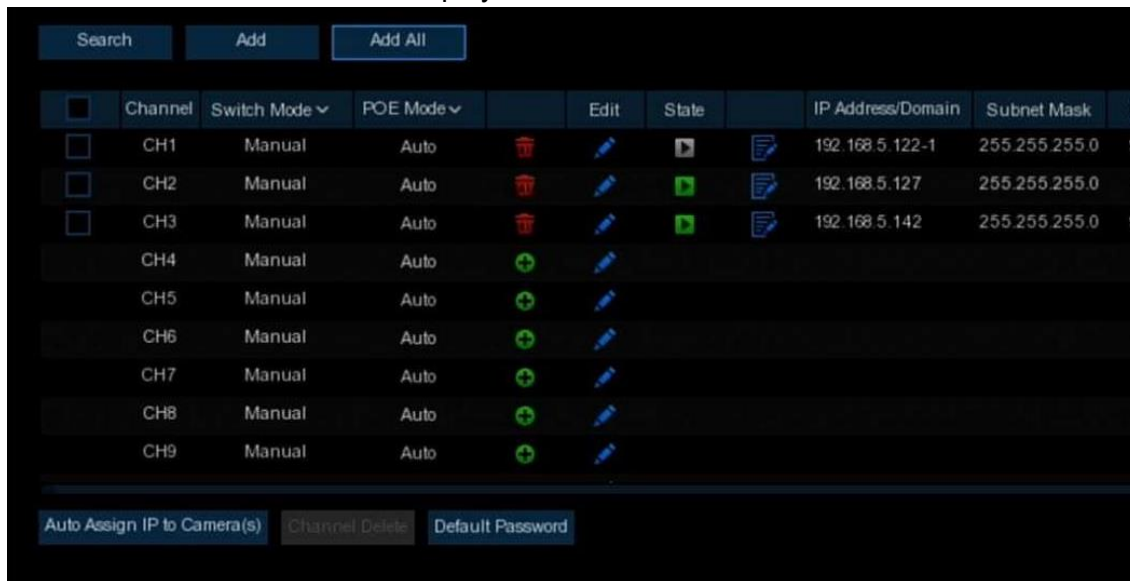 Search Add Add All
Channel Switch Mode POE Mode Edit State IP Address/Domain Subnet Mask
CH1 Manual Auto 192.168.5.122-1 255.255.255.0
CH2 Manual Auto 192.168.5.127 255.255.255.0
CH3 Manual Auto 192.168.5.142 255.255.255.0
CH4 Manual Auto
CH5 Manual Auto
CH6 Manual Auto
CH7 Manual Auto
CH8 Manual Auto
CH9 Manual Auto
Auto Assign IP to Camera(s) Channel Delete Default Password